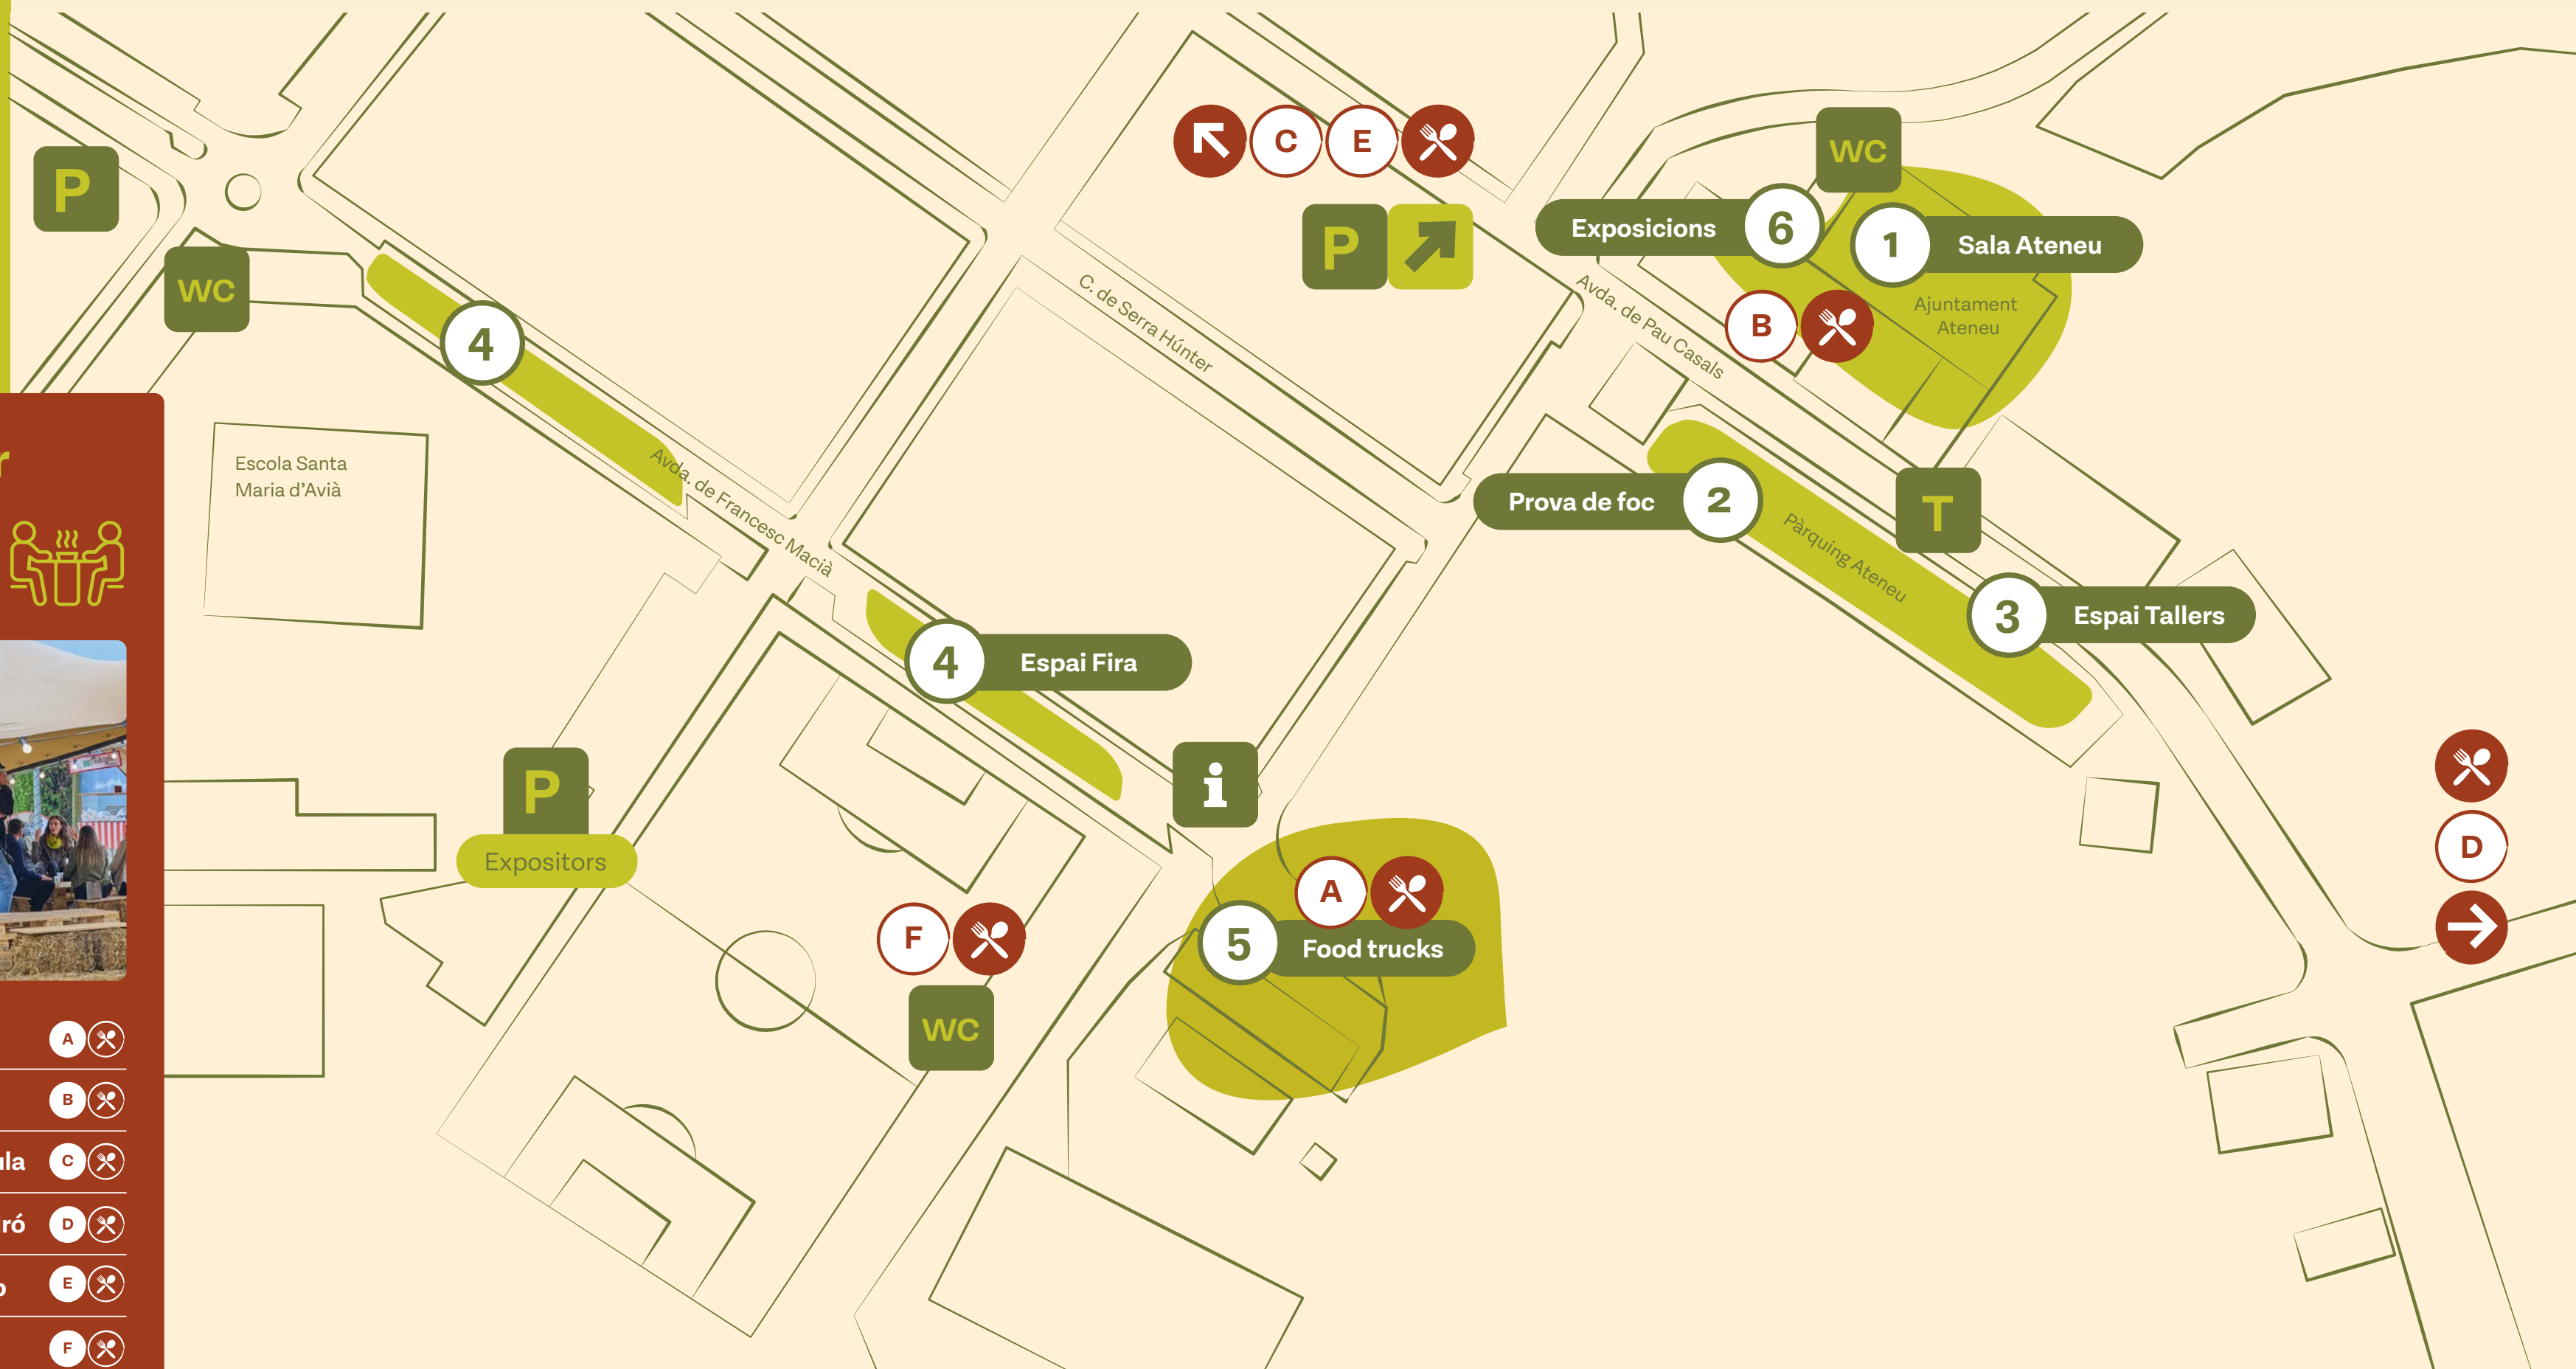 P
WC
4
Escola Santa
Maria d'Avià
Avda. de Francesc Macià
C E
P
C. de Serra Húnter
Avda. de Pau Casals
WC
Exposicions 6
1 Sala Ateneu
B
Ajuntament
Ateneu
Prova de foc 2
Pàrquing Ateneu
T
3 Espai Tallers
4 Espai Fira
i
P
Expositors
A
5 Food trucks
F
WC
D
A
B
C
D
E
F